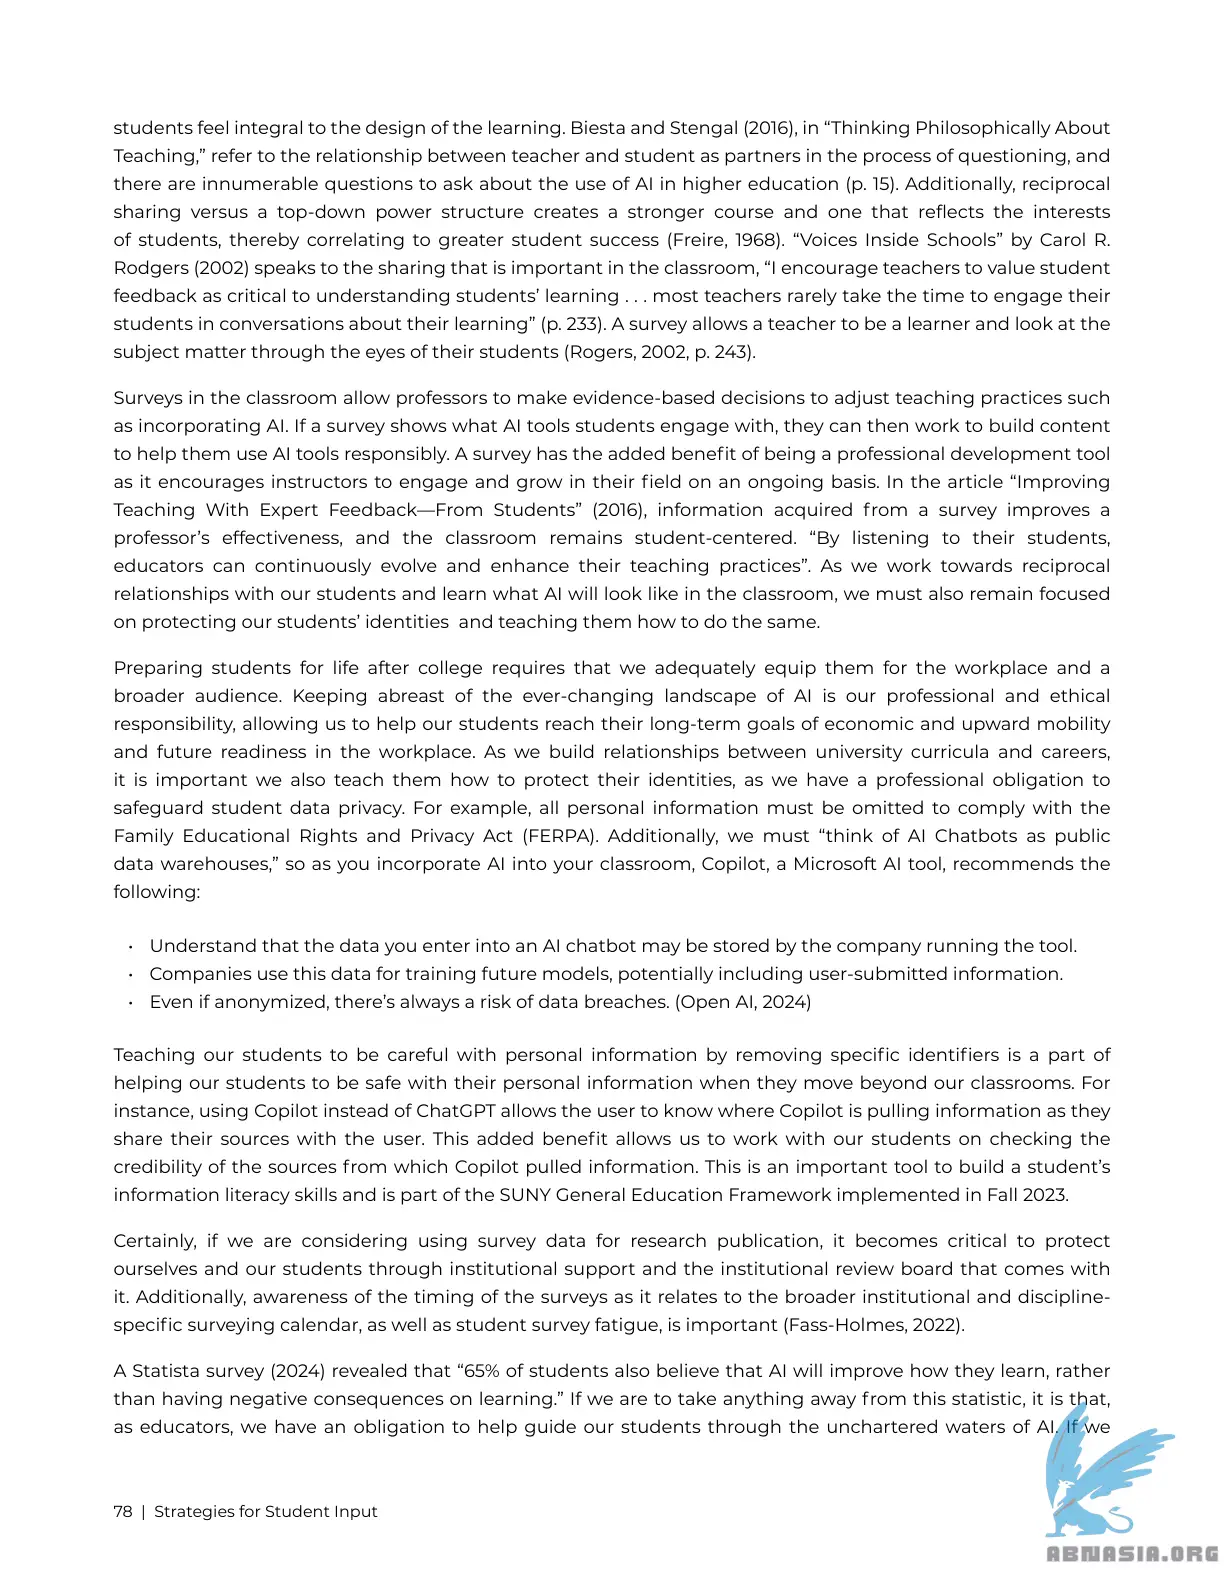 students feel integral to the design of the learning. Biesta and Stengal (2016), in “Thinking Philosophically About
Teaching,” refer to the relationship between teacher and student as partners in the process of questioning, and
there are innumerable questions to ask about the use of AI in higher education (p. 15). Additionally, reciprocal
sharing versus a top-down power structure creates a stronger course and one that reflects the interests
of students, thereby correlating to greater student success (Freire, 1968). “Voices Inside Schools” by Carol R.
Rodgers (2002) speaks to the sharing that is important in the classroom, “I encourage teachers to value student
feedback as critical to understanding students’ learning . . . most teachers rarely take the time to engage their
students in conversations about their learning” (p. 233). A survey allows a teacher to be a learner and look at the
subject matter through the eyes of their students (Rogers, 2002, p. 243).
Surveys in the classroom allow professors to make evidence-based decisions to adjust teaching practices such
as incorporating AI. If a survey shows what AI tools students engage with, they can then work to build content
to help them use AI tools responsibly. A survey has the added benefit of being a professional development tool
as it encourages instructors to engage and grow in their field on an ongoing basis. In the article “Improving
Teaching With Expert Feedback—From Students” (2016), information acquired from a survey improves a
professor’s effectiveness, and the classroom remains student-centered. “By listening to their students,
educators can continuously evolve and enhance their teaching practices”. As we work towards reciprocal
relationships with our students and learn what AI will look like in the classroom, we must also remain focused
on protecting our students’ identities  and teaching them how to do the same.
Preparing students for life after college requires that we adequately equip them for the workplace and a
broader audience. Keeping abreast of the ever-changing landscape of AI is our professional and ethical
responsibility, allowing us to help our students reach their long-term goals of economic and upward mobility
and future readiness in the workplace. As we build relationships between university curricula and careers,
it is important we also teach them how to protect their identities, as we have a professional obligation to
safeguard student data privacy. For example, all personal information must be omitted to comply with the
Family Educational Rights and Privacy Act (FERPA). Additionally, we must “think of AI Chatbots as public
data warehouses,” so as you incorporate AI into your classroom, Copilot, a Microsoft AI tool, recommends the
following:
• Understand that the data you enter into an AI chatbot may be stored by the company running the tool.
• Companies use this data for training future models, potentially including user-submitted information.
• Even if anonymized, there’s always a risk of data breaches. (Open AI, 2024)
Teaching our students to be careful with personal information by removing specific identifiers is a part of
helping our students to be safe with their personal information when they move beyond our classrooms. For
instance, using Copilot instead of ChatGPT allows the user to know where Copilot is pulling information as they
share their sources with the user. This added benefit allows us to work with our students on checking the
credibility of the sources from which Copilot pulled information. This is an important tool to build a student’s
information literacy skills and is part of the SUNY General Education Framework implemented in Fall 2023.
Certainly, if we are considering using survey data for research publication, it becomes critical to protect
ourselves and our students through institutional support and the institutional review board that comes with
it. Additionally, awareness of the timing of the surveys as it relates to the broader institutional and discipline-
specific surveying calendar, as well as student survey fatigue, is important (Fass-Holmes, 2022).
A Statista survey (2024) revealed that “65% of students also believe that AI will improve how they learn, rather
than having negative consequences on learning.” If we are to take anything away from this statistic, it is that,
as educators, we have an obligation to help guide our students through the unchartered waters of AI. If we
78 | Strategies for Student Input
ABNASIA.ORG